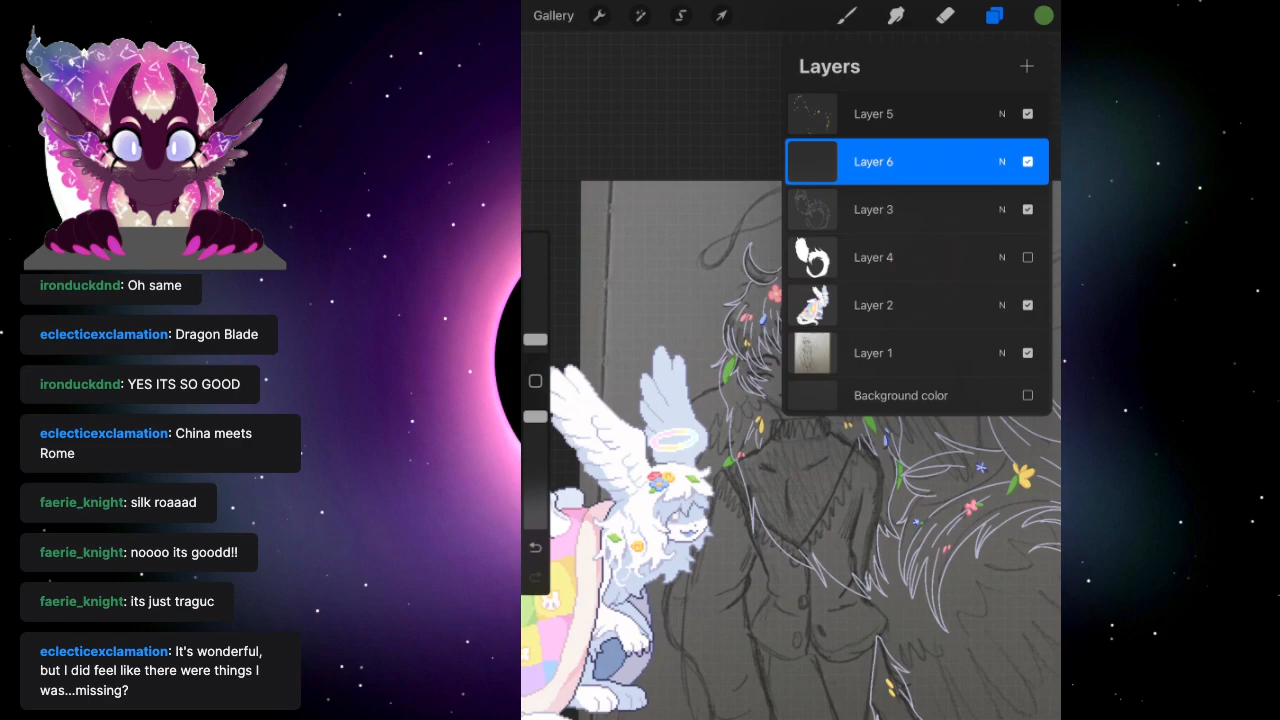 ironduckdnd: Oh same
eclecticexclamation: Dragon Blade
ironduckdnd: YES ITS SO GOOD
eclecticexclamation: China meets
Rome
faerie_knight: silk roaaad
faerie_knight: noooo its goodd!!
faerie_knight: its just traguc
eclecticexclamation: It's wonderful,
but I did feel like there were things I
was...missing?
Gallery
Layers
Layer 5 N
Layer 6 N
Layer 3 N
Layer 4 N
Layer 2 N
Layer 1 N
Background color